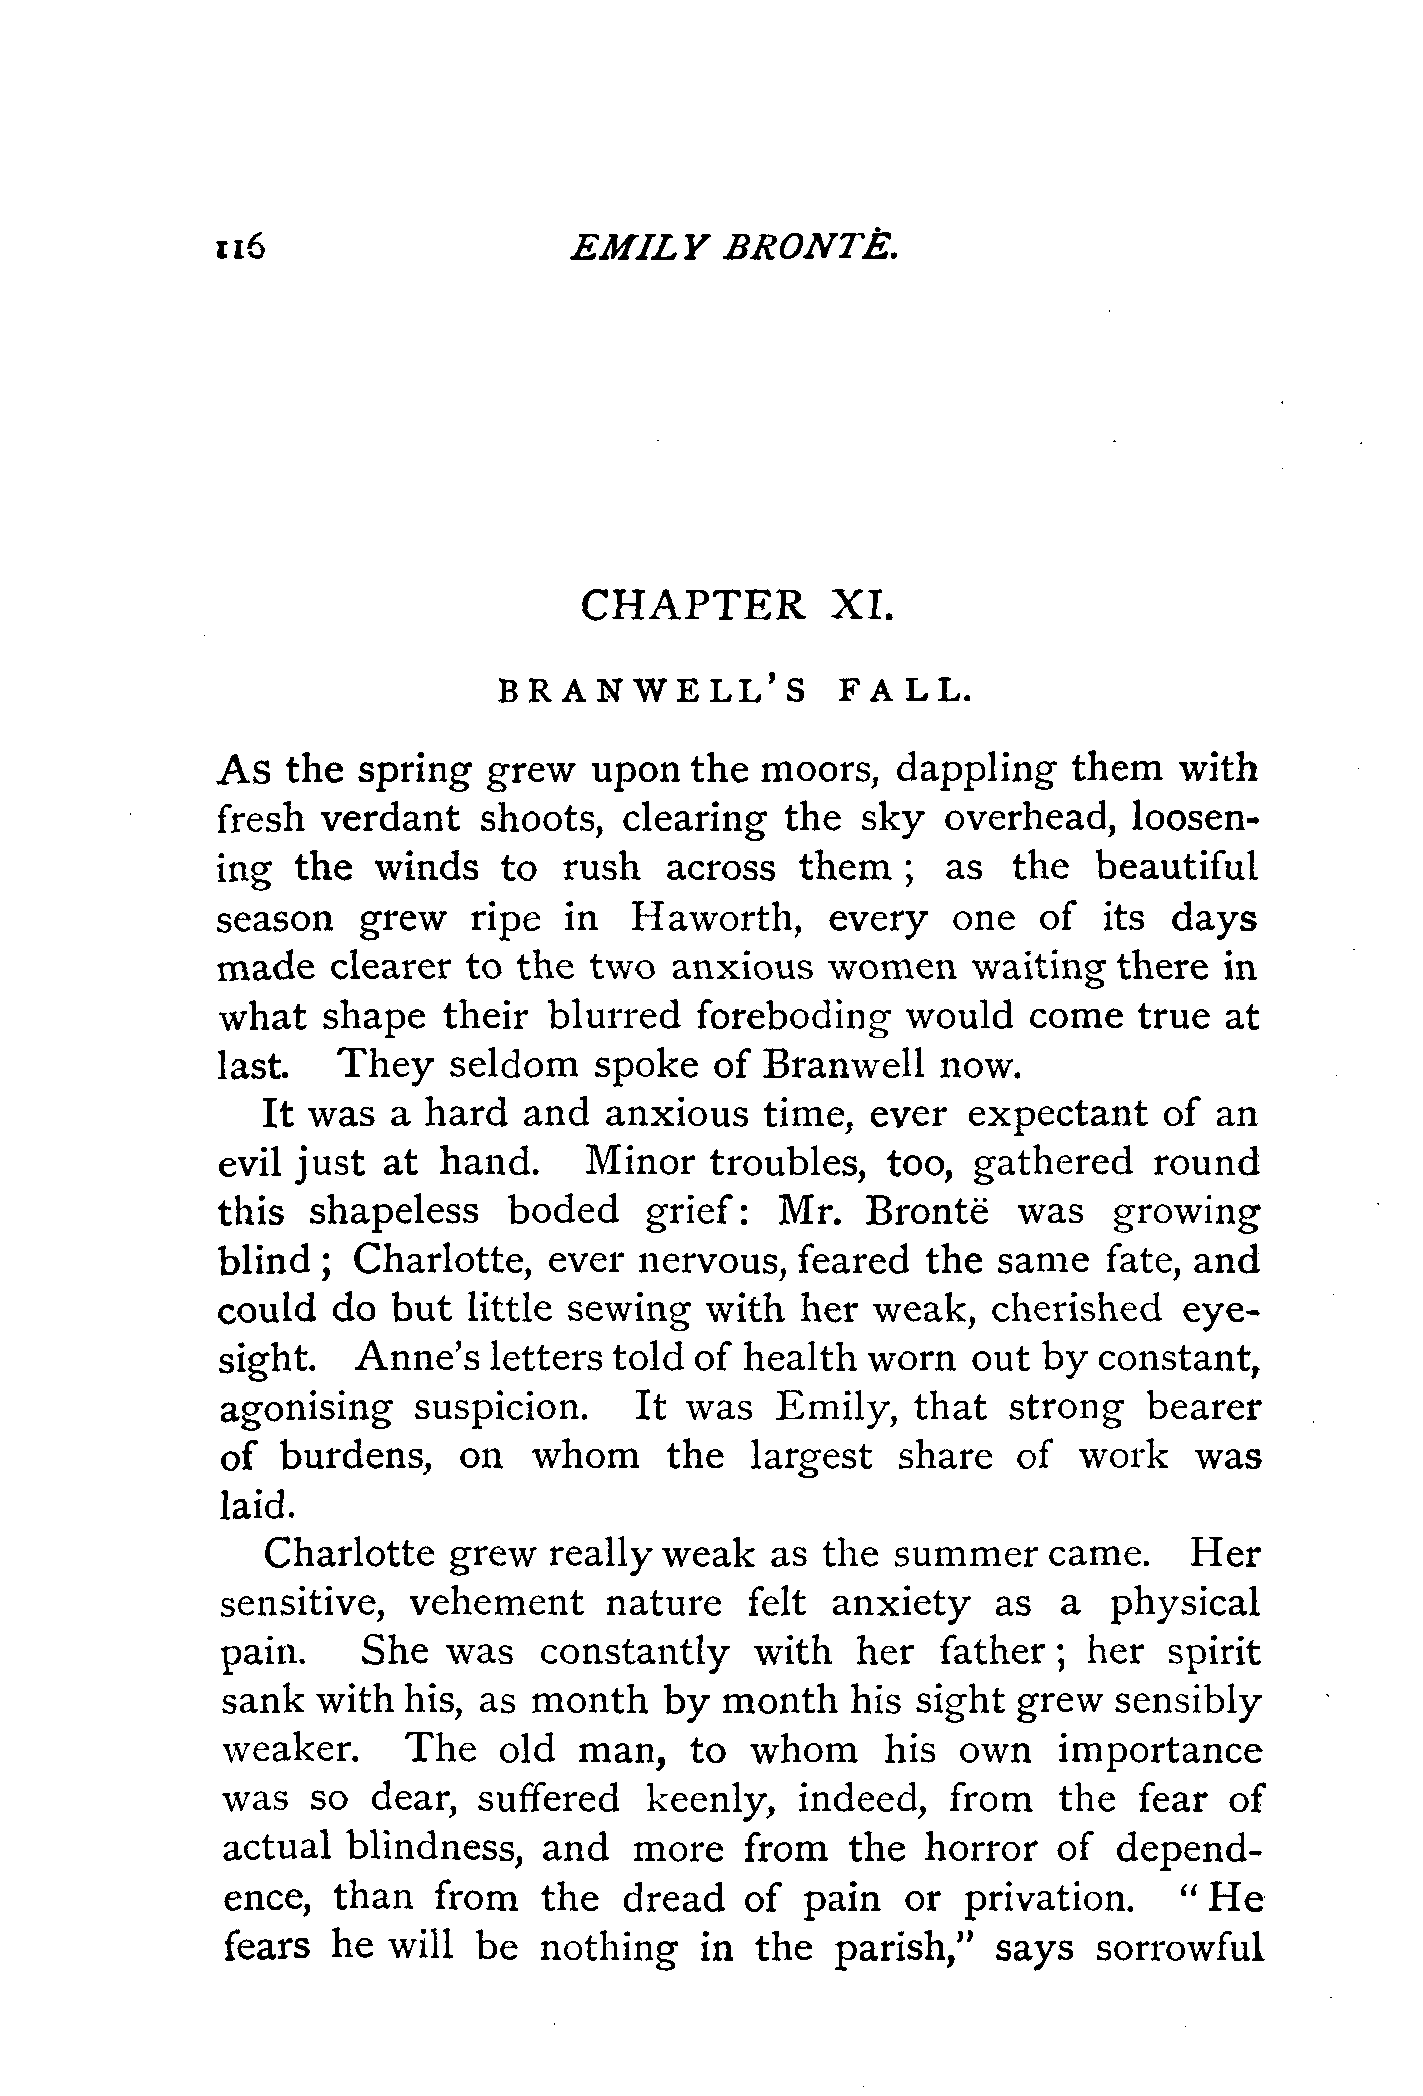 116 EMILY BRONTË.
CHAPTER XI.
BRANWELL'S FALL.
As the spring grew upon the moors, dappling them with
fresh verdant shoots, clearing the sky overhead, loosen-
ing the winds to rush across them ; as the beautiful
season grew ripe in Haworth, every one of its days
made clearer to the two anxious women waiting there in
what shape their blurred foreboding would come true at
last. They seldom spoke of Branwell now.
It was a hard and anxious time, ever expectant of an
evil just at hand. Minor troubles, too, gathered round
this shapeless boded grief: Mr. Brontë was growing
blind ; Charlotte, ever nervous, feared the same fate, and
could do but little sewing with her weak, cherished eye-
sight. Anne's letters told of health worn out by constant,
agonising suspicion. It was Emily, that strong bearer
of burdens, on whom the largest share of work was
laid.
Charlotte grew really weak as the summer came. Her
sensitive, vehement nature felt anxiety as a physical
pain. She was constantly with her father ; her spirit
sank with his, as month by month his sight grew sensibly
weaker. The old man, to whom his own importance
was so dear, suffered keenly, indeed, from the fear of
actual blindness, and more from the horror of depend-
ence, than from the dread of pain or privation. " He
fears he will be nothing in the parish," says sorrowful